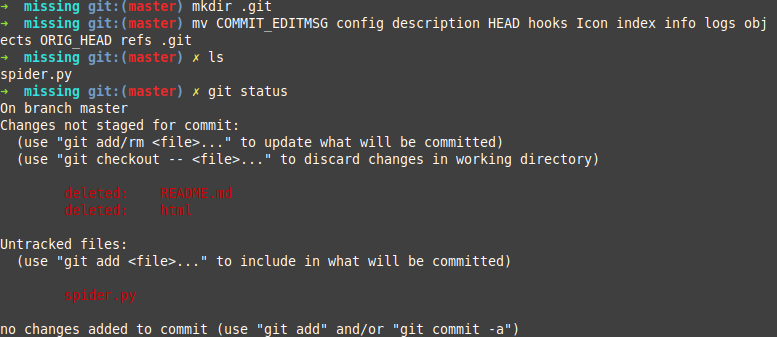 ➜  missing git:(master) mkdir .git
➜  missing git:(master) mv COMMIT_EDITMSG config description HEAD hooks Icon index info logs obj
ects ORIG_HEAD refs .git
➜  missing git:(master) ✗ ls
spider.py
➜  missing git:(master) ✗ git status
On branch master
Changes not staged for commit:
  (use "git add/rm <file>..." to update what will be committed)
  (use "git checkout -- <file>..." to discard changes in working directory)
        deleted:    README.md
        deleted:    html
Untracked files:
  (use "git add <file>..." to include in what will be committed)
        spider.py
no changes added to commit (use "git add" and/or "git commit -a")